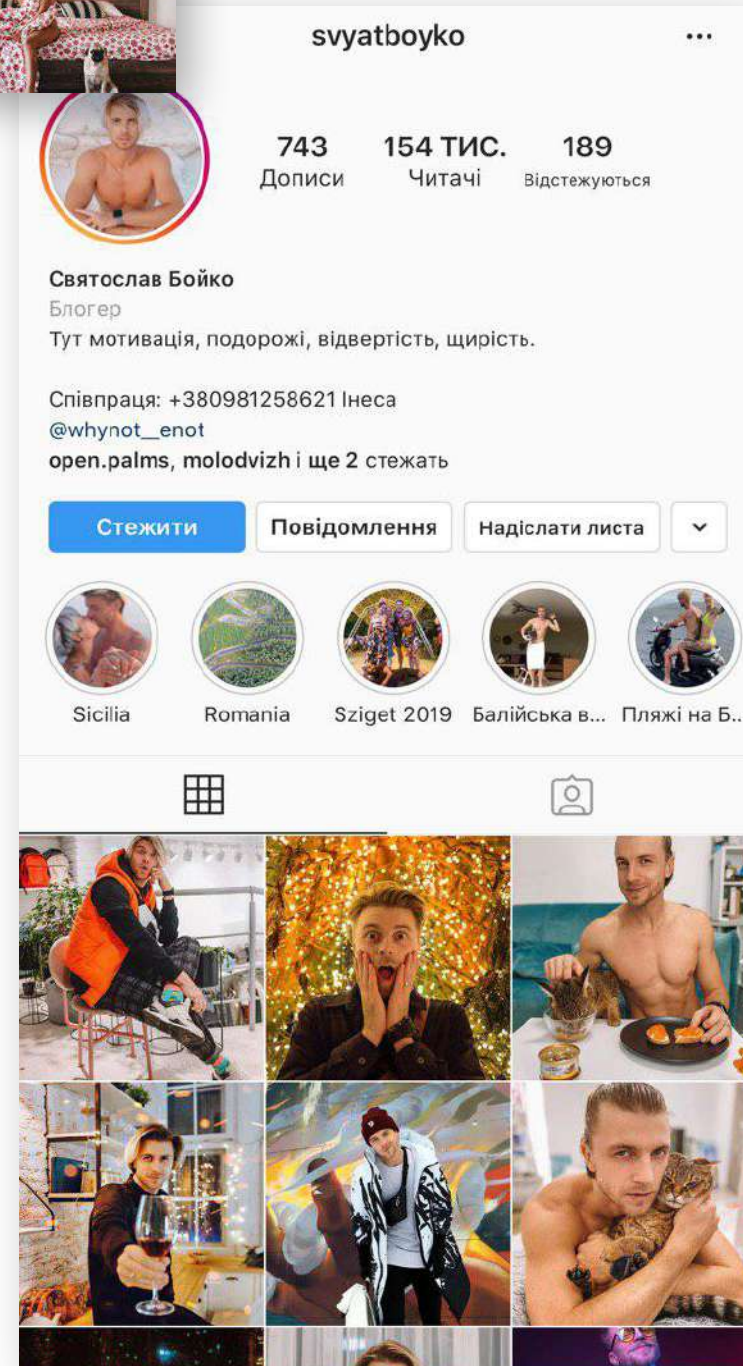 svyatboyko
743 154 ТИС. 189
Дописи Читачі Відстежуються
Святослав Бойко
Блогер
Тут мотивація, подорожі, відвертість, щирість.
Співпраця: +380981258621 Інеса
@whynot__enot
open.palms, molodvizh і ще 2 стежать
Стежити Повідомлення Надіслати листа
Sicilia Romania Sziget 2019 Балійська в... Пляжі на Б...